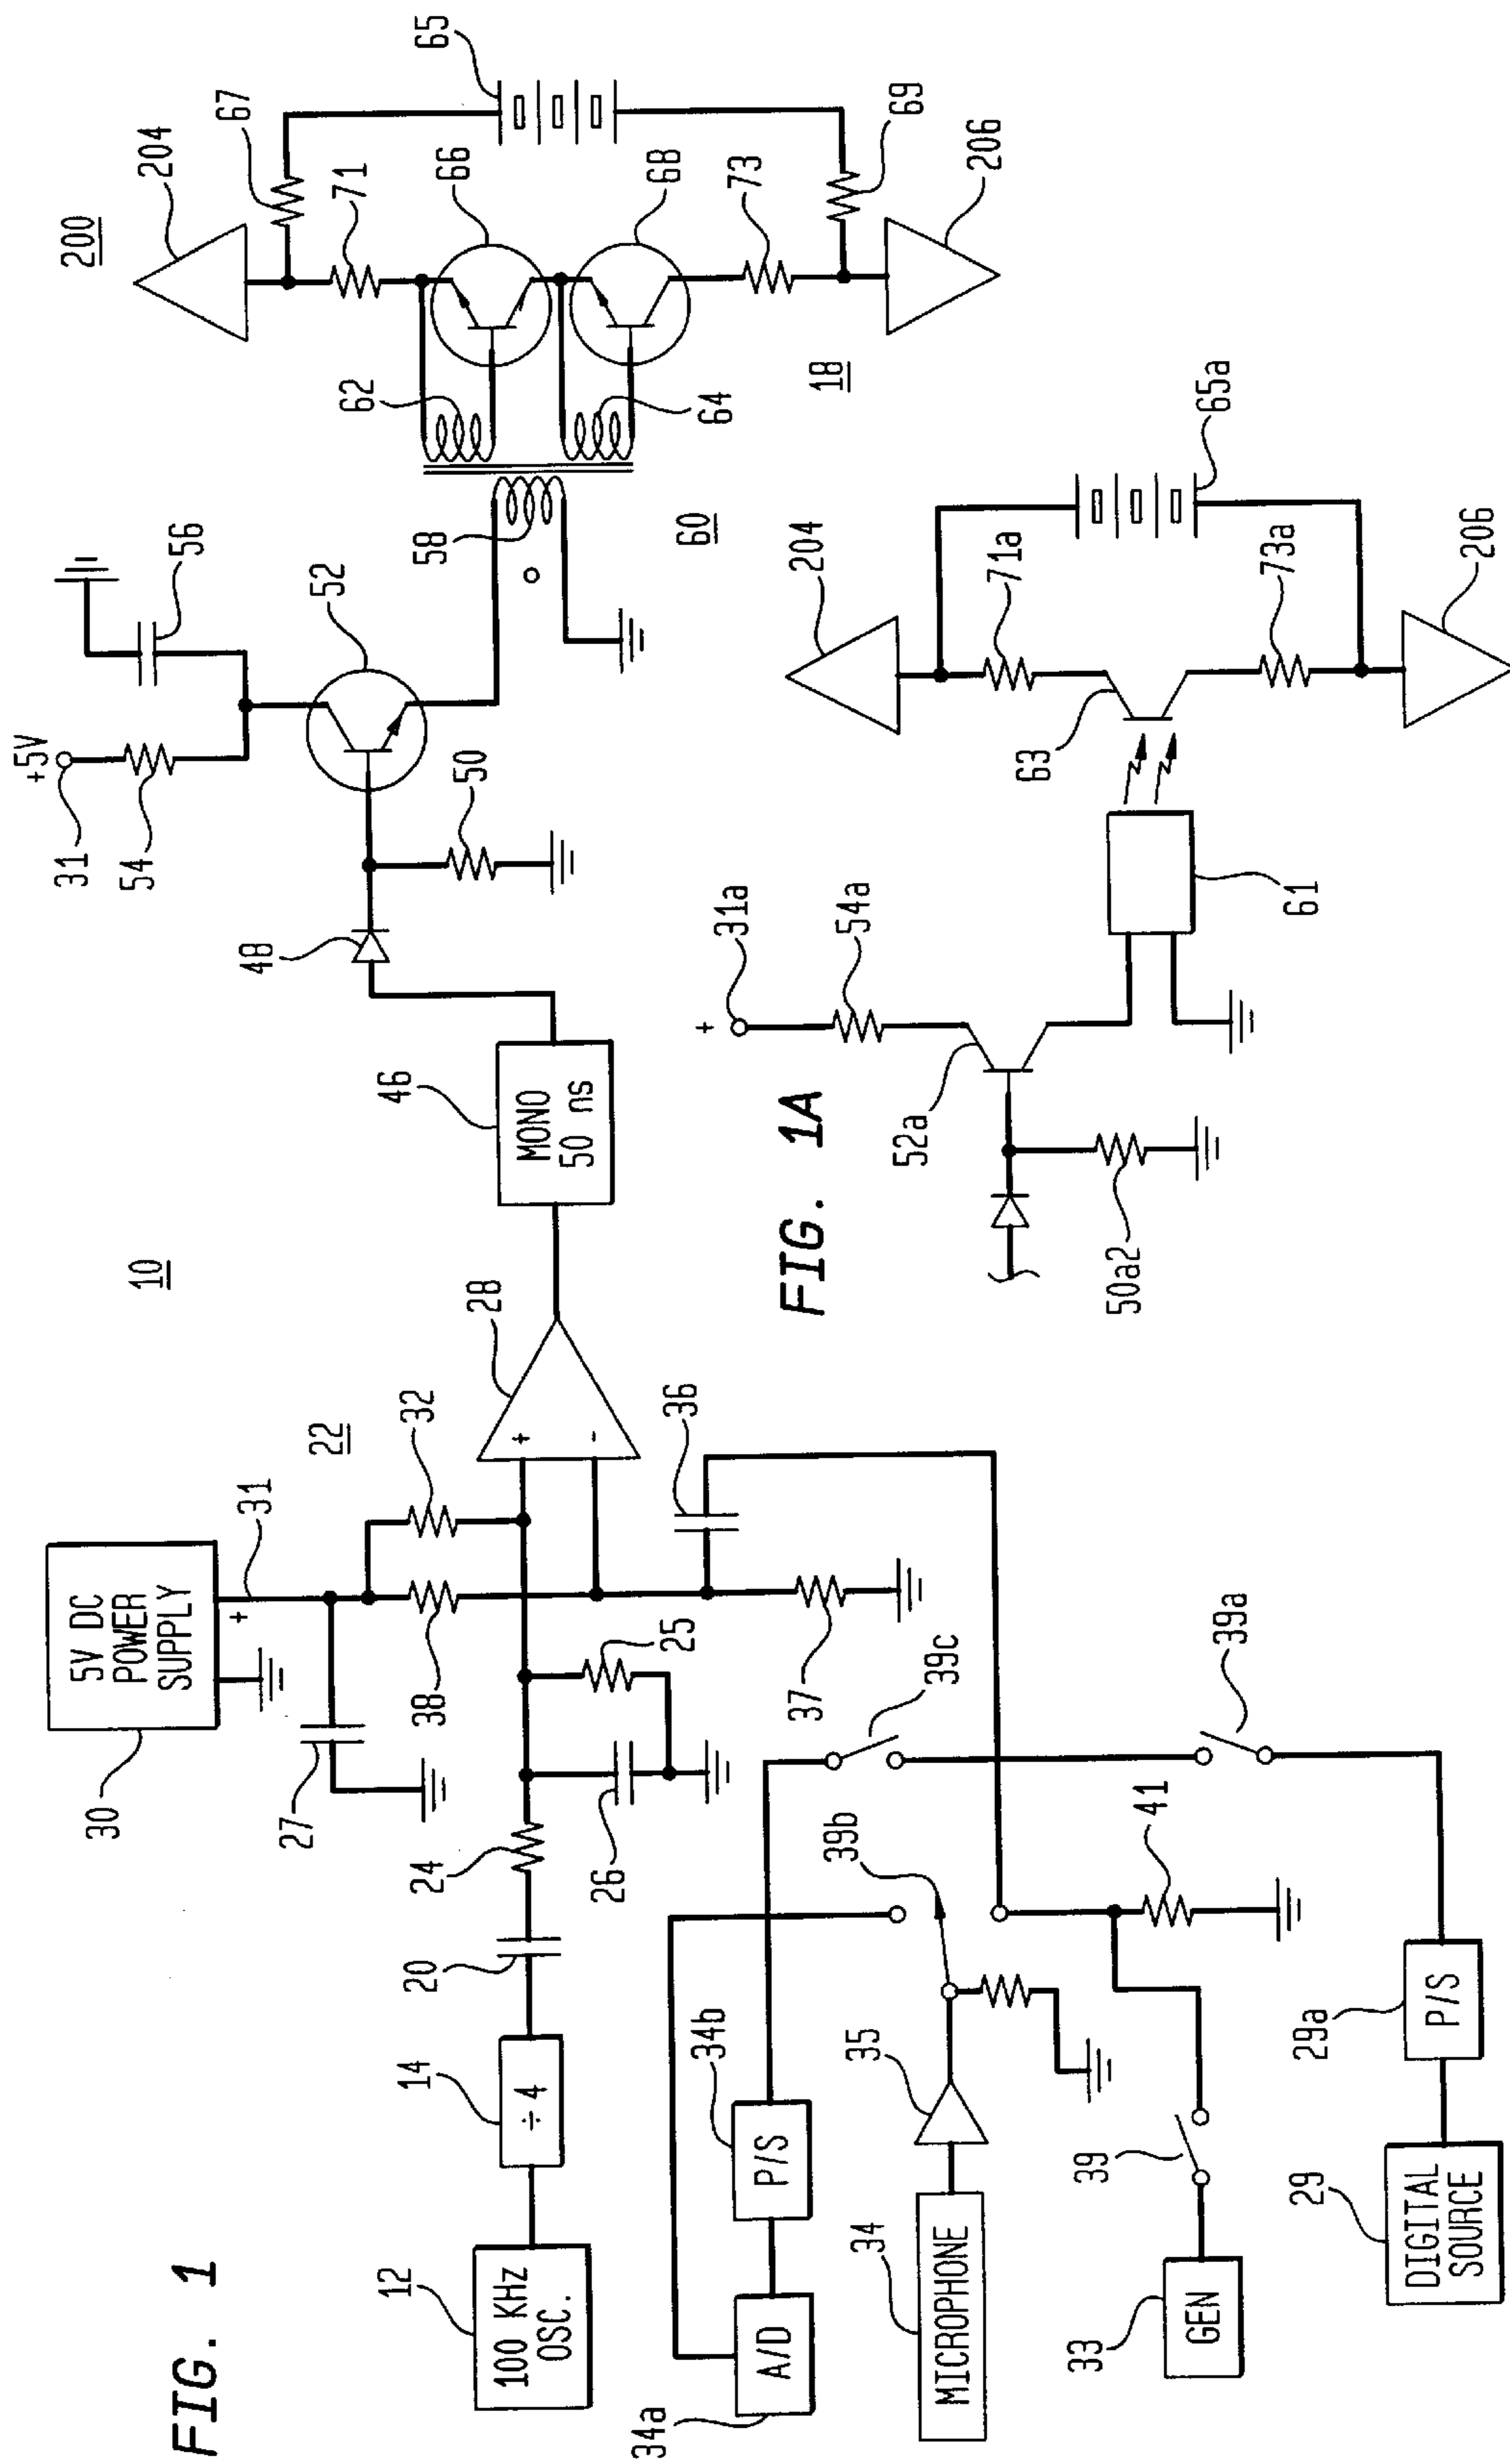 FIG. 1
10
12
100 KHz
OSC.
14
÷ 4
20
24
26
25
27
30
5V DC
POWER
SUPPLY
+
31
22
38
32
28
+
-
36
37
46
MONO
50 ns
48
50
+5V
31
54
52
56
58
60
62
64
66
68
18
200
204
67
71
65
73
69
206
34a
A/D
34b
P/S
39c
39b
39a
34
MICROPHONE
35
41
33
GEN
39
29
DIGITAL
SOURCE
29a
P/S
FIG. 1A
50a2
52a
+
31a
54a
61
63
204
71a
65a
73a
206